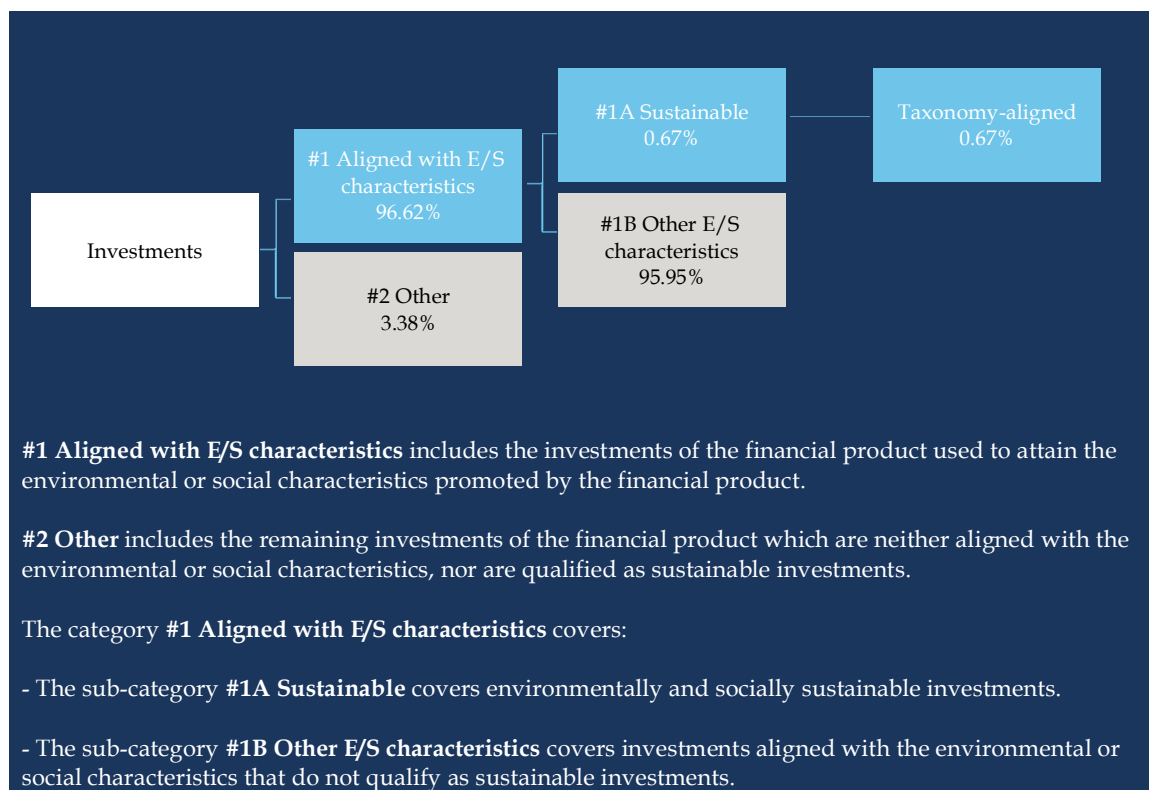 #1A Sustainable
0.67%
Taxonomy-aligned
0.67%
#1 Aligned with E/S
characteristics
96.62%
Investments
#1B Other E/S
characteristics
95.95%
#2 Other
3.38%
#1 Aligned with E/S characteristics includes the investments of the financial product used to attain the
environmental or social characteristics promoted by the financial product.
#2 Other includes the remaining investments of the financial product which are neither aligned with the
environmental or social characteristics, nor are qualified as sustainable investments.
The category #1 Aligned with E/S characteristics covers:
- The sub-category #1A Sustainable covers environmentally and socially sustainable investments.
- The sub-category #1B Other E/S characteristics covers investments aligned with the environmental or
social characteristics that do not qualify as sustainable investments.